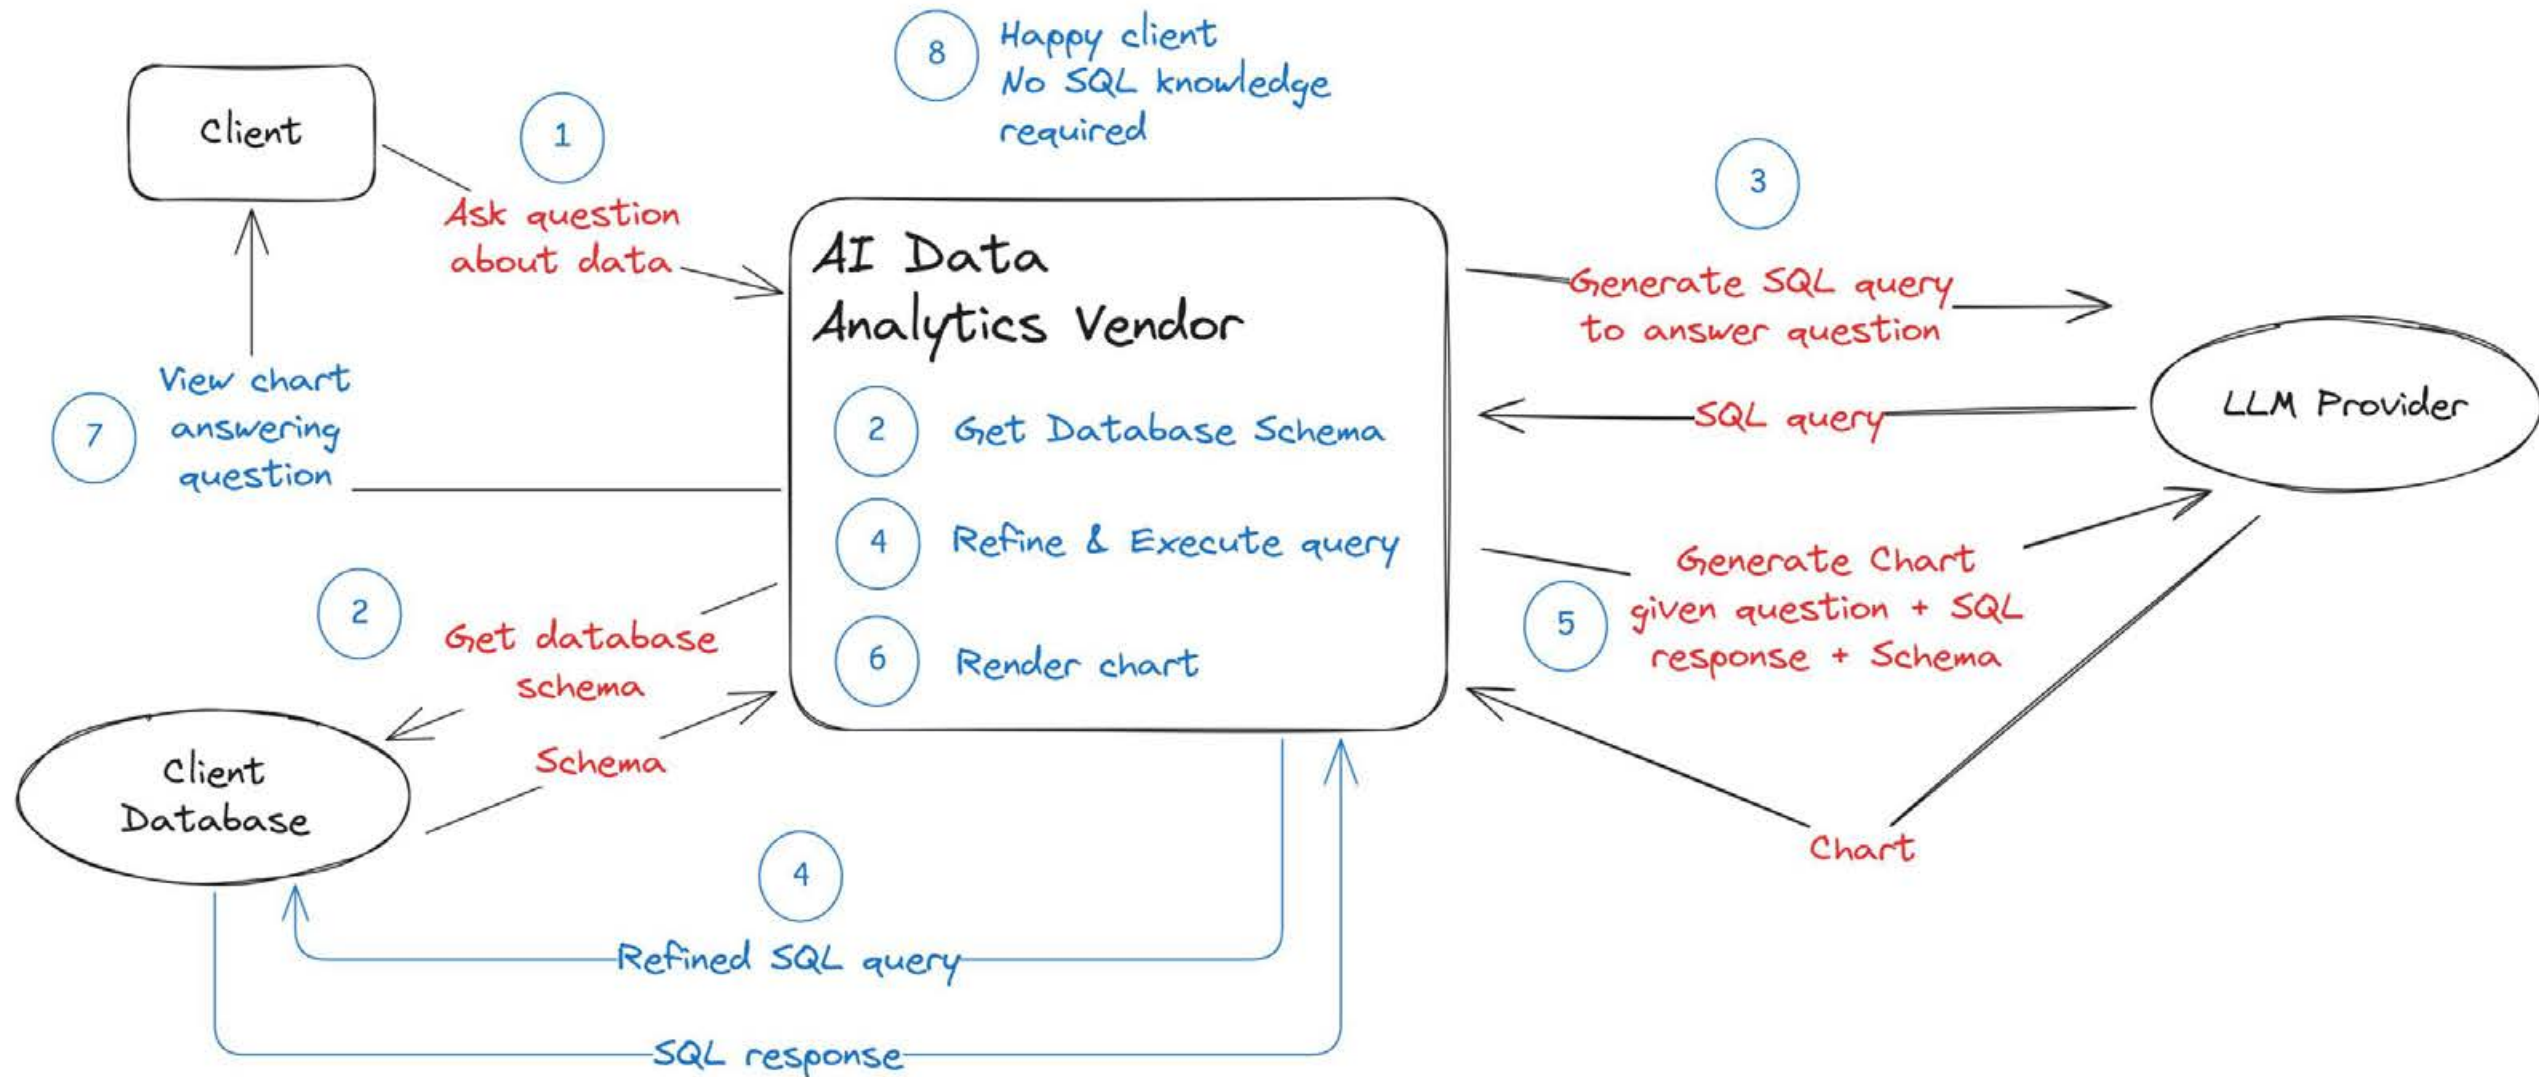 8
Happy client
No SQL knowledge
required
Client
1
Ask question
about data
3
AI Data
Analytics Vendor
Generate SQL query
to answer question
LLM Provider
SQL query
7
View chart
answering
question
2
Get Database Schema
4
Refine & Execute query
6
Render chart
5
Generate Chart
given question + SQL
response + Schema
2
Get database
schema
Schema
Client
Database
Chart
4
Refined SQL query
SQL response